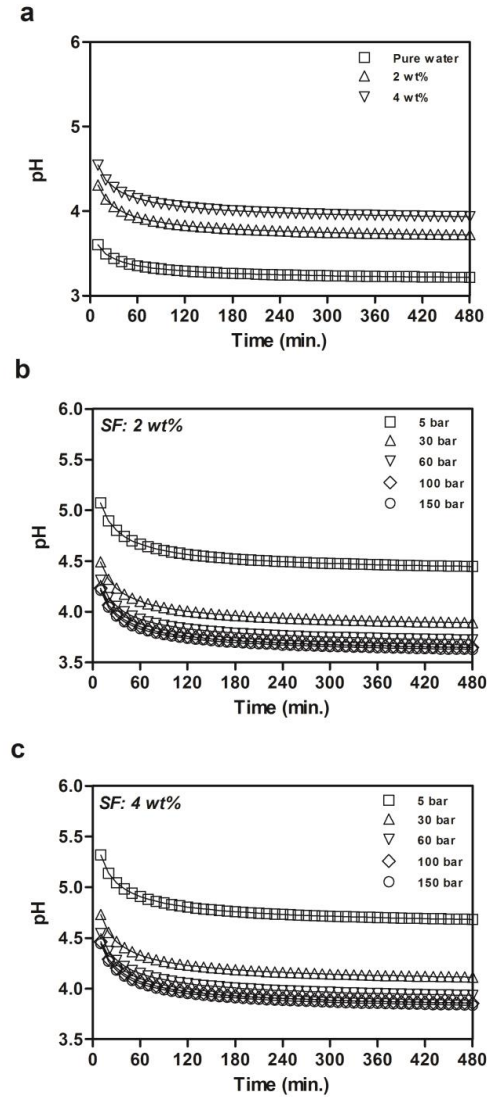 a
6
5
4
3
pH
Pure water
2 wt%
4 wt%
0 60 120 180 240 300 360 420 480
Time (min.)
b
6.0
5.5
5.0
4.5
4.0
3.5
pH
SF: 2 wt%
5 bar
30 bar
60 bar
100 bar
150 bar
0 60 120 180 240 300 360 420 480
Time (min.)
c
6.0
5.5
5.0
4.5
4.0
3.5
pH
SF: 4 wt%
5 bar
30 bar
60 bar
100 bar
150 bar
0 60 120 180 240 300 360 420 480
Time (min.)